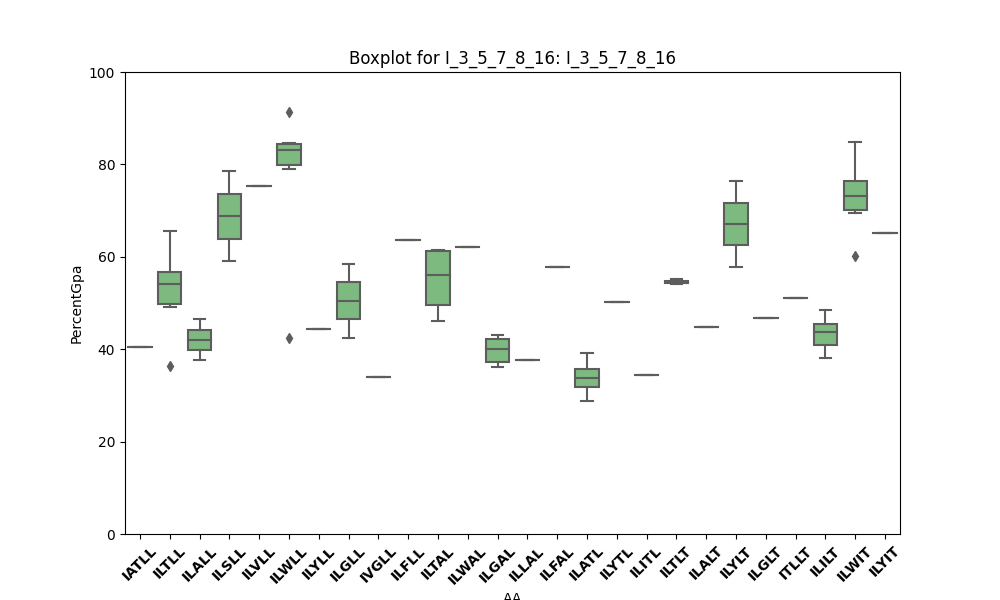 Boxplot for I_3_5_7_8_16: I_3_5_7_8_16
100
80
60
40
20
0
PercentGpa
IATLL ILTLL ILALL ILSLL ILVLL ILWLL ILYLL ILGLL IVGLL ILFLL ILTAL ILWAL ILGAL ILLAL ILFAL ILATL ILYTL ILITL ILTLT ILALT ILYLT ILGLT ITLLT ILILT ILWIT ILYIT
AA